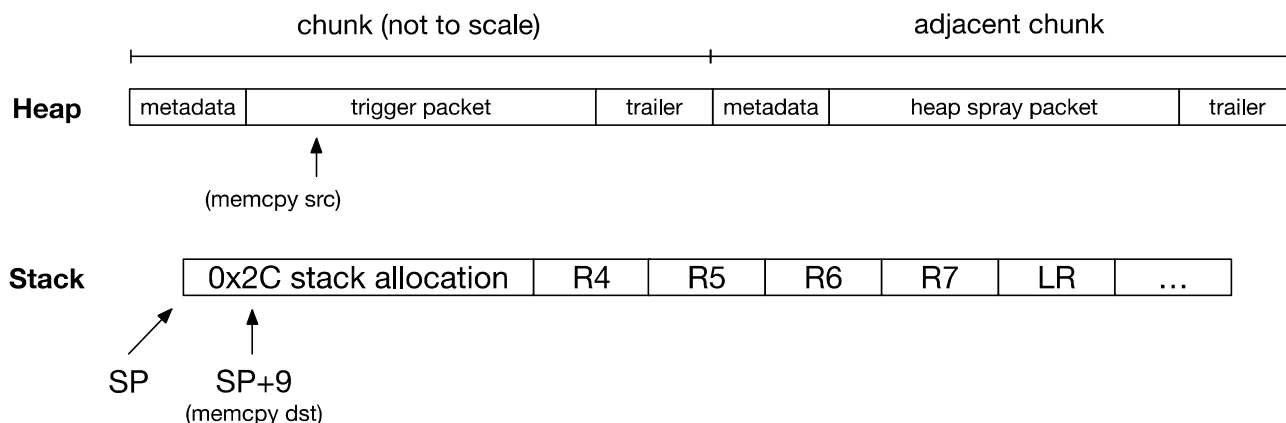 chunk (not to scale) adjacent chunk
Heap metadata trigger packet trailer metadata heap spray packet trailer
(memcpy src)
Stack 0x2C stack allocation R4 R5 R6 R7 LR ...
SP SP+9
(memcpy dst)